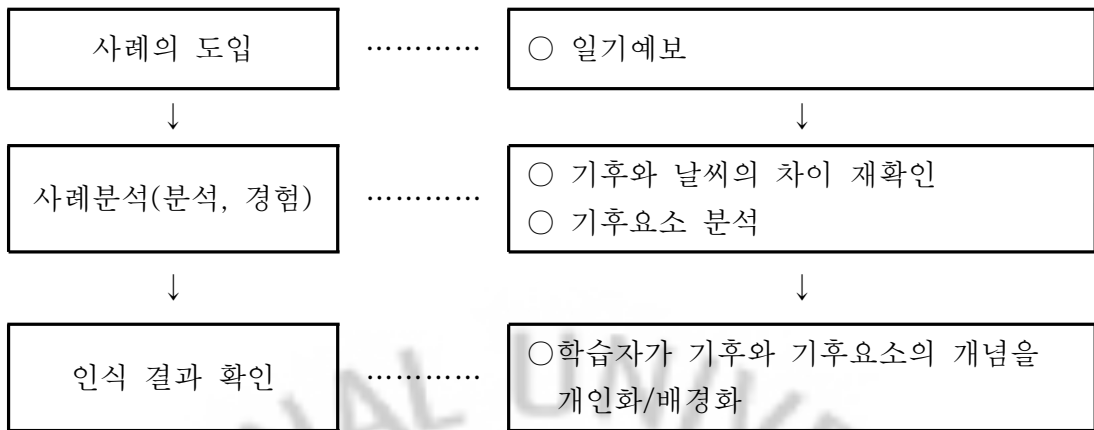 사례의 도입 ………… ○ 일기예보
↓ ↓
사례분석(분석, 경험) ………… ○ 기후와 날씨의 차이 재확인
○ 기후요소 분석
↓ ↓
인식 결과 확인 ………… ○학습자가 기후와 기후요소의 개념을
개인화/배경화
NAL UNIV